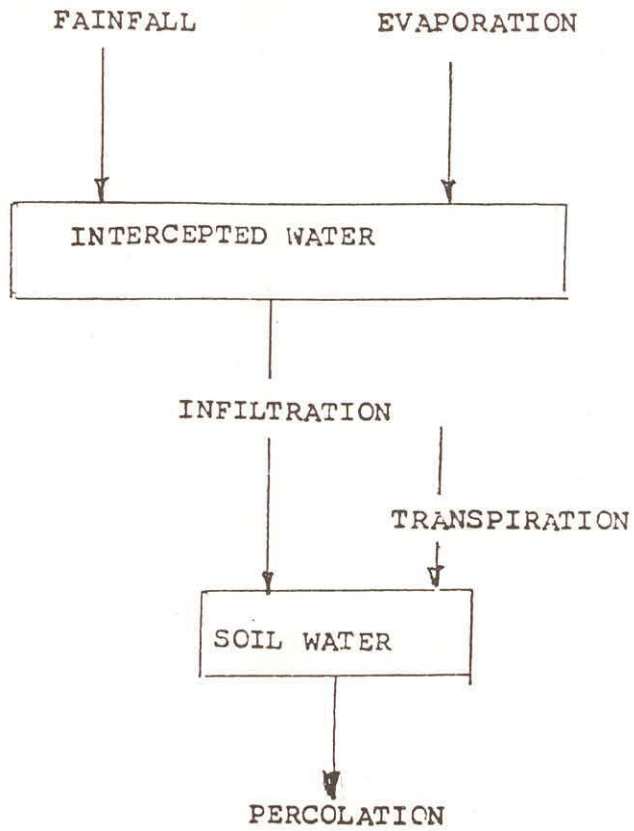 FAINFALL EVAPORATION
INTERCEPTED WATER
INFILTRATION
TRANSPIRATION
SOIL WATER
PERCOLATION